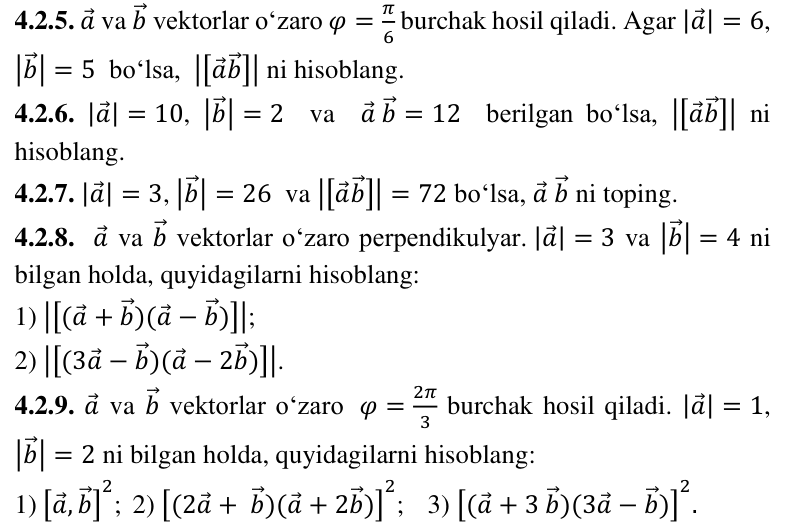 4.2.5. a⃗ va b⃗ vektorlar o‘zaro φ = π/6 burchak hosil qiladi. Agar |a⃗| = 6,
|b⃗| = 5 bo‘lsa, |[a⃗b⃗]| ni hisoblang.
4.2.6. |a⃗| = 10, |b⃗| = 2 va a⃗ b⃗ = 12 berilgan bo‘lsa, |[a⃗b⃗]| ni
hisoblang.
4.2.7. |a⃗| = 3, |b⃗| = 26 va |[a⃗b⃗]| = 72 bo‘lsa, a⃗ b⃗ ni toping.
4.2.8. a⃗ va b⃗ vektorlar o‘zaro perpendikulyar. |a⃗| = 3 va |b⃗| = 4 ni
bilgan holda, quyidagilarni hisoblang:
1) |[(a⃗ + b⃗)(a⃗ − b⃗)]|;
2) |[(3a⃗ − b⃗)(a⃗ − 2b⃗)]|.
4.2.9. a⃗ va b⃗ vektorlar o‘zaro φ = 2π/3 burchak hosil qiladi. |a⃗| = 1,
|b⃗| = 2 ni bilgan holda, quyidagilarni hisoblang:
1) [a⃗, b⃗]²; 2) [(2a⃗ + b⃗)(a⃗ + 2b⃗)]²; 3) [(a⃗ + 3 b⃗)(3a⃗ − b⃗)]².